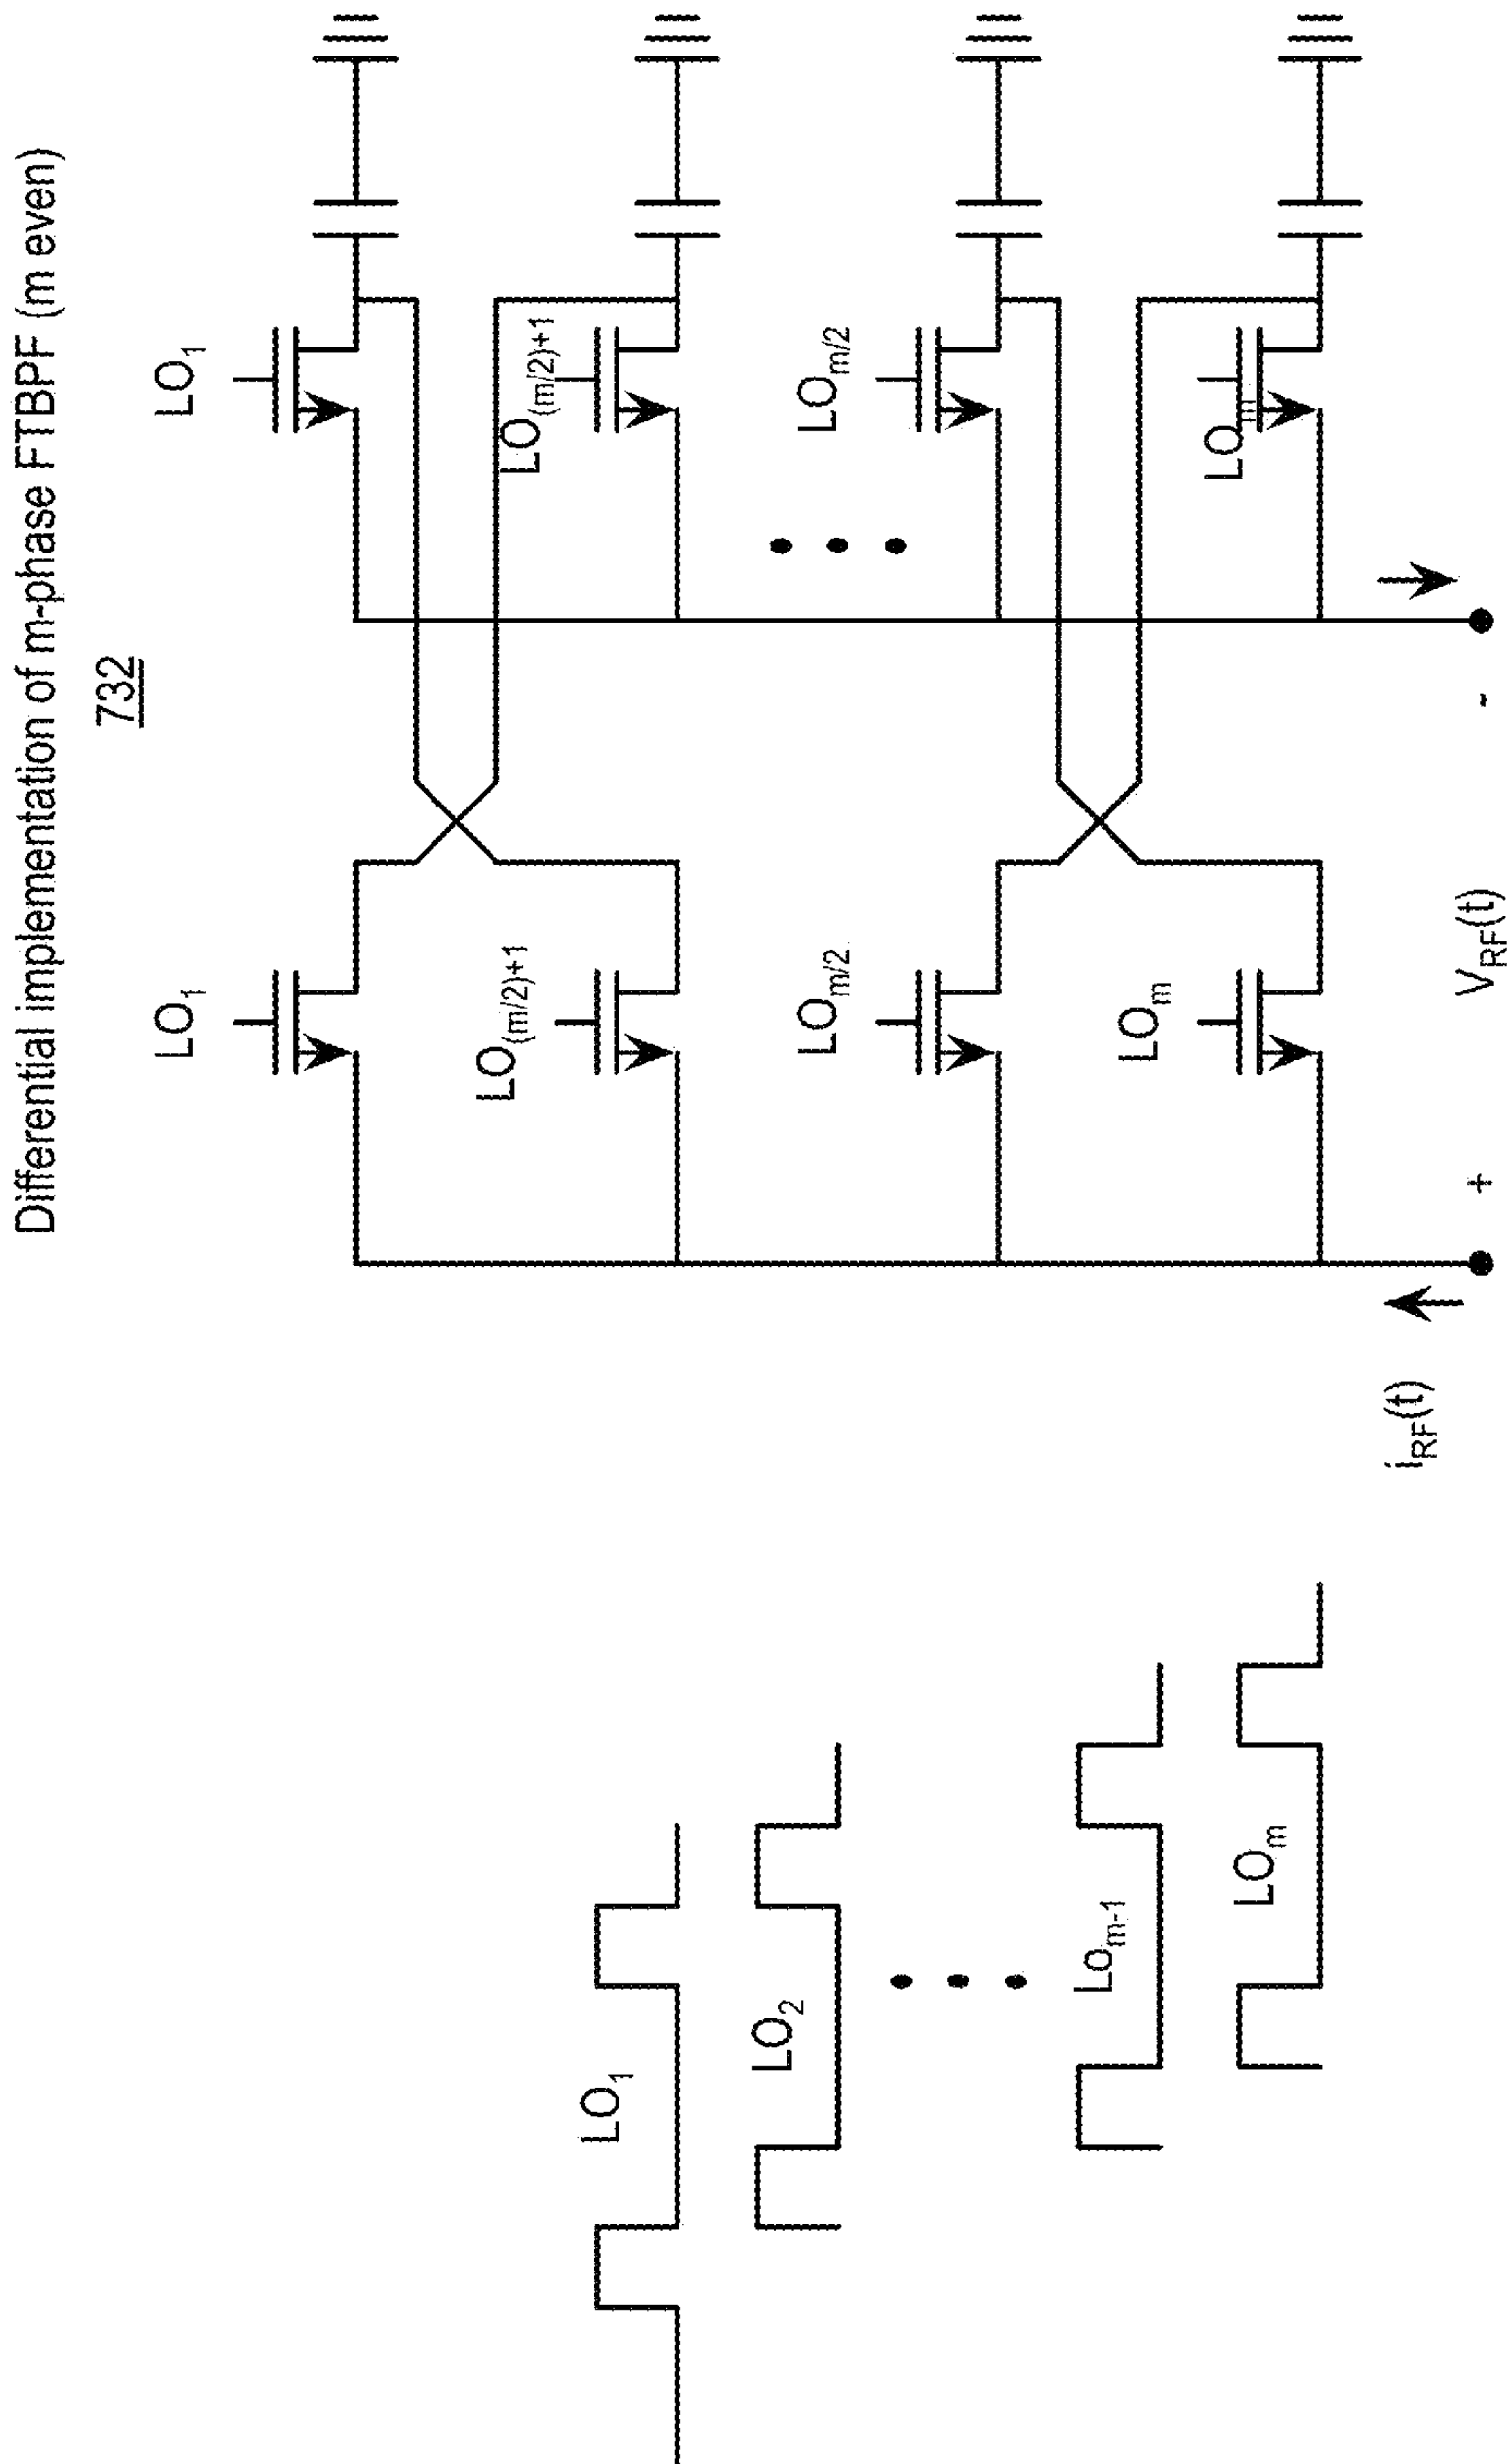 Differential implementation of m-phase FTBPF (m even)
732
LO1
LO1
LO(m/2)+1
LO(m/2)+1
LOm/2
LOm/2
LOm
LOm
iRF(t)
+
VRF(t)
-
LO1
LO2
Lom-1
LOm